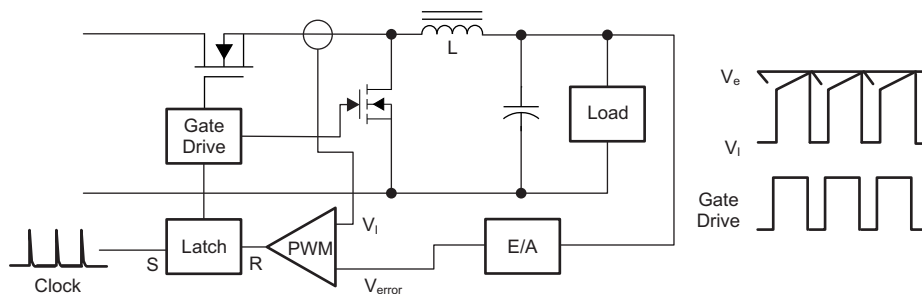 L
Gate
Drive
Load
V_e
V_I
Gate
Drive
V_I
Latch
PWM
E/A
S
R
V_error
Clock